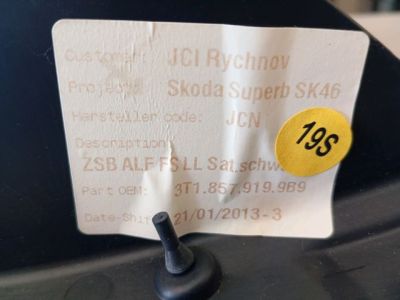 Customer: JCI Rychnov
Project: Skoda Superb SK46
Hersteller code: JCN
Description:
ZSB ALF FS LL Sat.schw
19S
Part OEM: 3T1.857.919.9B9
Date-Shif 21/01/2013-3